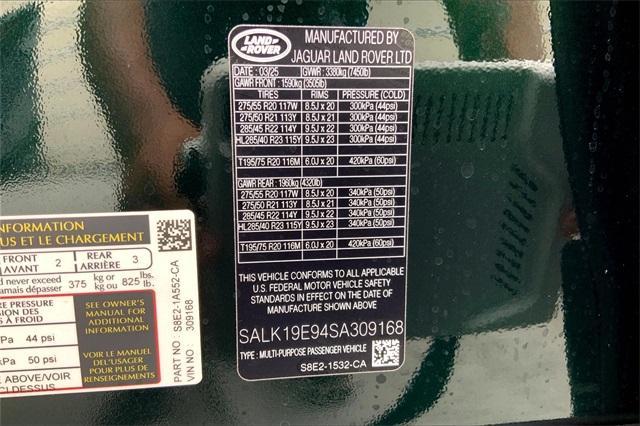 LAND
ROVER
MANUFACTURED BY
JAGUAR LAND ROVER LTD
DATE : 03/25 GVWR : 3380kg (7450lb)
GAWR FRONT : 1590kg (3505lb)
TIRES RIMS PRESSURE (COLD)
275/55 R20 117W 8.5J x 20 300kPa (44psi)
275/50 R21 113Y 8.5J x 21 300kPa (44psi)
285/45 R22 114Y 9.5J x 22 300kPa (44psi)
HL285/40 R23 115Y 9.5J x 23 300kPa (44psi)
T195/75 R20 116M 6.0J x 20 420kPa (60psi)
GAWR REAR : 1960kg (4320lb)
275/55 R20 117W 8.5J x 20 340kPa (50psi)
275/50 R21 113Y 8.5J x 21 340kPa (50psi)
285/45 R22 114Y 9.5J x 22 340kPa (50psi)
HL285/40 R23 115Y 9.5J x 23 340kPa (50psi)
T195/75 R20 116M 6.0J x 20 420kPa (60psi)
THIS VEHICLE CONFORMS TO ALL APPLICABLE
U.S. FEDERAL MOTOR VEHICLE SAFETY
STANDARDS IN EFFECT ON THE DATE OF
MANUFACTURE SHOWN ABOVE
SALK19E94SA309168
TYPE : MULTI-PURPOSE PASSENGER VEHICLE
S8E2-1532-CA
INFORMATION
US ET LE CHARGEMENT
FRONT 2 REAR 3
AVANT ARRIÈRE
d never exceed 375 kg or 825 lbs.
amais dépasser kg ou lb.
E PRESSURE
SION DES
À FROID
Pa 44 psi
kPa 50 psi
SEE OWNER'S
MANUAL FOR
ADDITIONAL
INFORMATION
VOIR LE MANUEL
DE L'USAGER
POUR PLUS DE
RENSEIGNEMENTS
E ABOVE/VOIR
CI-DESSUS
PART NO : S8E2-1A552-CA
VIN NO : 309168